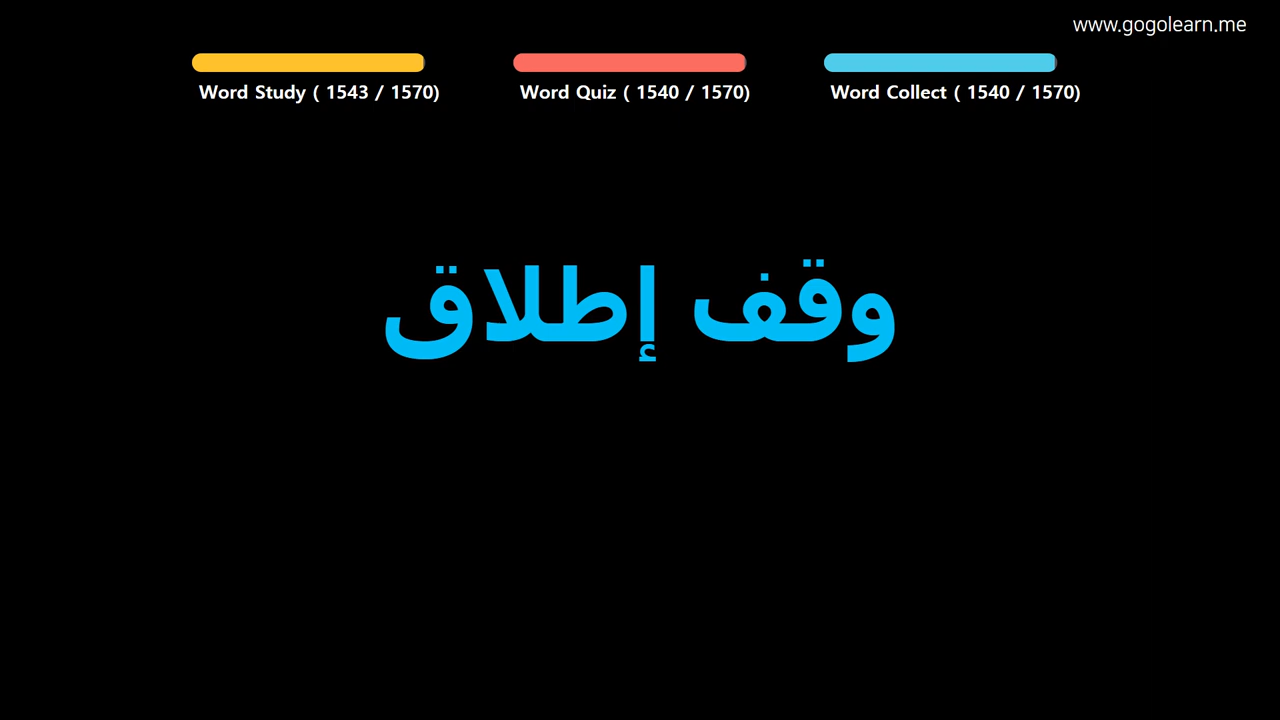 www.gogolearn.me
Word Study ( 1543 / 1570)
Word Quiz ( 1540 / 1570)
Word Collect ( 1540 / 1570)
وقف إطلاق